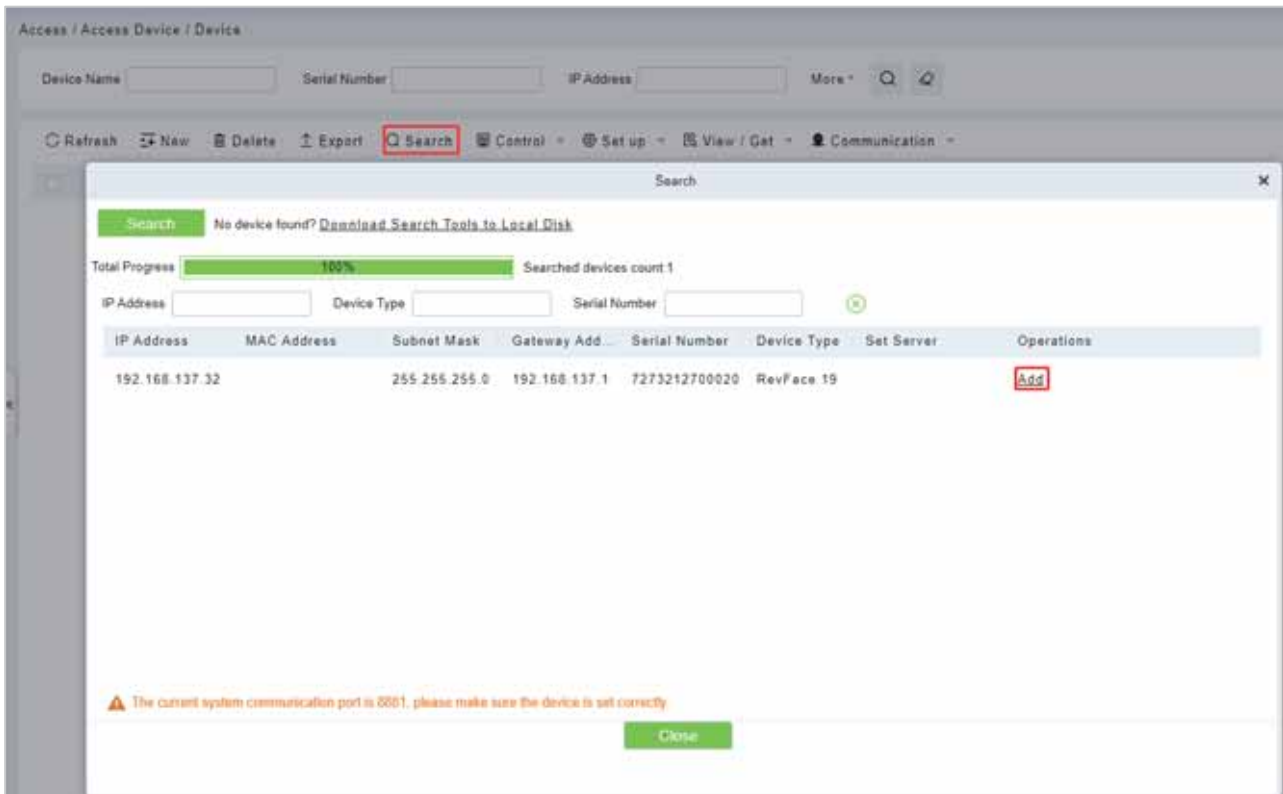 Access / Access Device / Device
Device Name Serial Number IP Address More
Refresh New Delete Export Search Control Set up View / Get Communication
Search
Search No device found? Download Search Tools to Local Disk
Total Progress 100% Searched devices count 1
IP Address Device Type Serial Number
IP Address MAC Address Subnet Mask Gateway Add... Serial Number Device Type Set Server Operations
192.168.137.32 255.255.255.0 192.168.137.1 7273212700020 RevFace 19 Add
The current system communication port is 8881, please make sure the device is set correctly
Close